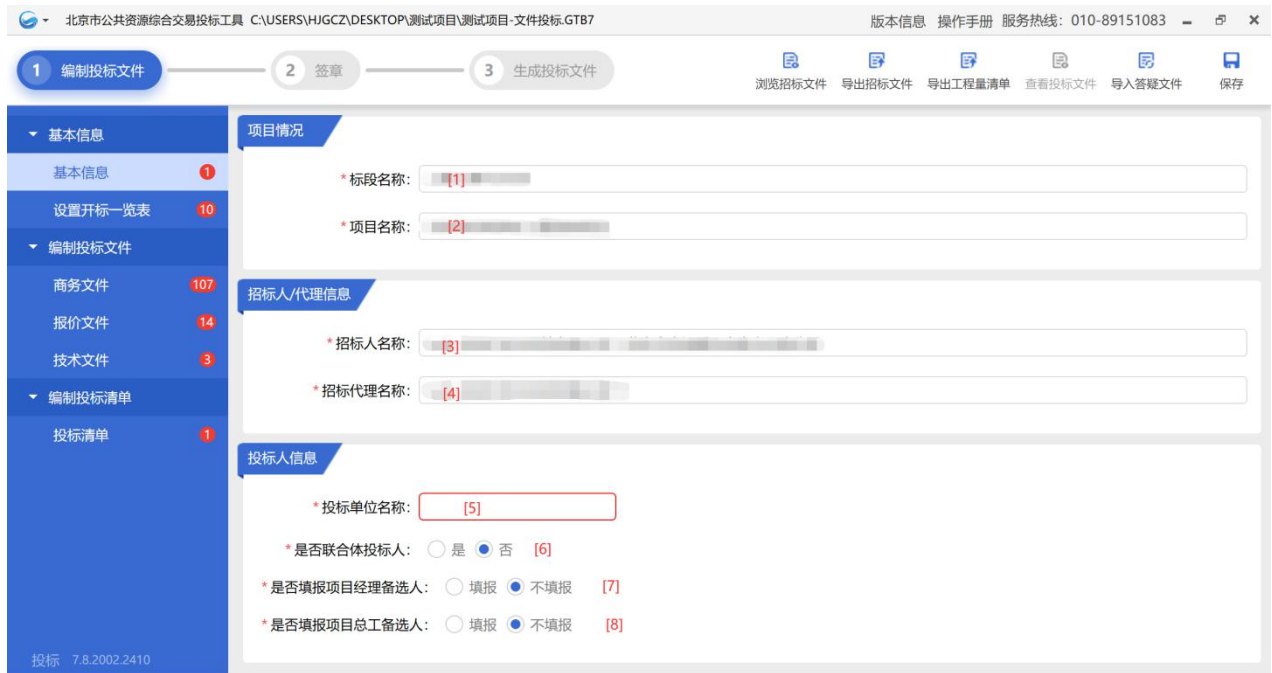 北京市公共资源综合交易投标工具 C:\USERS\HJGCZ\DESKTOP\测试项目\测试项目-文件投标.GTB7 版本信息 操作手册 服务热线：010-89151083
1 编制投标文件 2 签章 3 生成投标文件 浏览招标文件 导出招标文件 导出工程量清单 查看投标文件 导入答疑文件 保存
基本信息
基本信息 1
设置开标一览表 10
编制投标文件
商务文件 107
报价文件 14
技术文件 3
编制投标清单
投标清单 1
投标 7.8.2002.2410
项目情况
*标段名称： [1]
*项目名称： [2]
招标人/代理信息
*招标人名称： [3]
*招标代理名称： [4]
投标人信息
*投标单位名称： [5]
*是否联合体投标人： 是 否 [6]
*是否填报项目经理备选人： 填报 不填报 [7]
*是否填报项目总工备选人： 填报 不填报 [8]